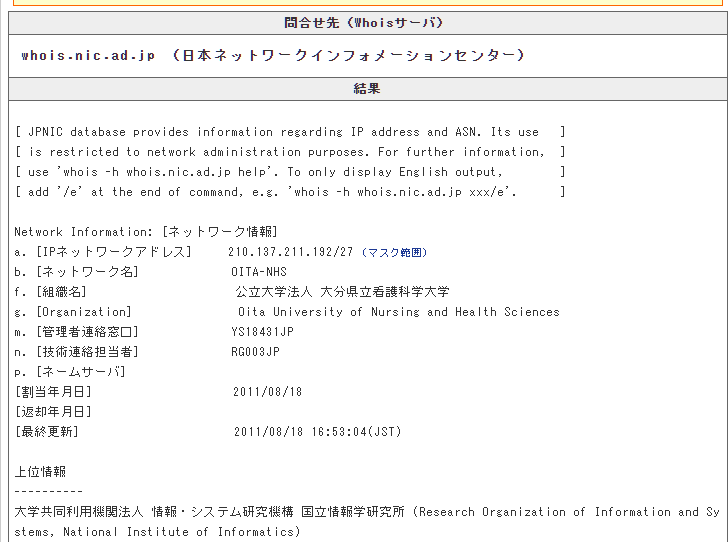 問合せ先（Whoisサーバ）
whois.nic.ad.jp （日本ネットワークインフォメーションセンター）
結果
[ JPNIC database provides information regarding IP address and ASN. Its use ]
[ is restricted to network administration purposes. For further information, ]
[ use 'whois -h whois.nic.ad.jp help'. To only display English output, ]
[ add '/e' at the end of command, e.g. 'whois -h whois.nic.ad.jp xxx/e'. ]
Network Information: [ネットワーク情報]
a. [IPネットワークアドレス] 210.137.211.192/27 (マスク範囲)
b. [ネットワーク名] OITA-NHS
f. [組織名] 公立大学法人 大分県立看護科学大学
g. [Organization] Oita University of Nursing and Health Sciences
m. [管理者連絡窓口] YS18431JP
n. [技術連絡担当者] RG003JP
p. [ネームサーバ]
[割当年月日] 2011/08/18
[返却年月日]
[最終更新] 2011/08/18 16:53:04(JST)
上位情報
----------
大学共同利用機関法人 情報・システム研究機構 国立情報学研究所 (Research Organization of Information and Sy
stems, National Institute of Informatics)